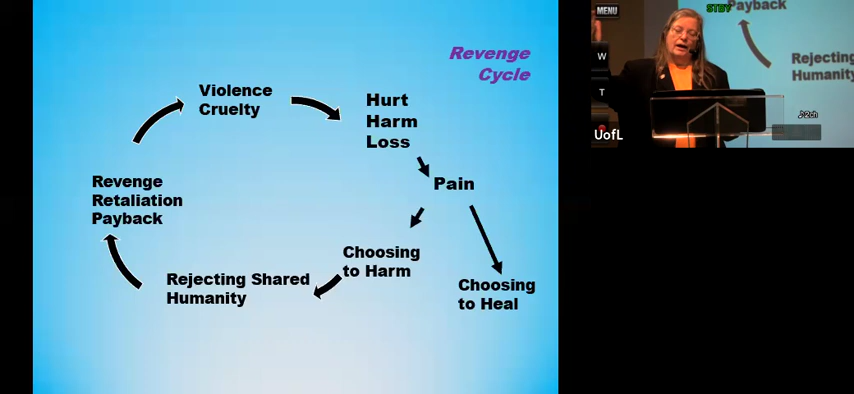 Revenge
Cycle
Violence
Cruelty
Hurt
Harm
Loss
Pain
Revenge
Retaliation
Payback
Choosing
to Harm
Rejecting Shared
Humanity
Choosing
to Heal
MENU
STBY
Payback
W
T
Rejecting
Humanity
2ch
UofL